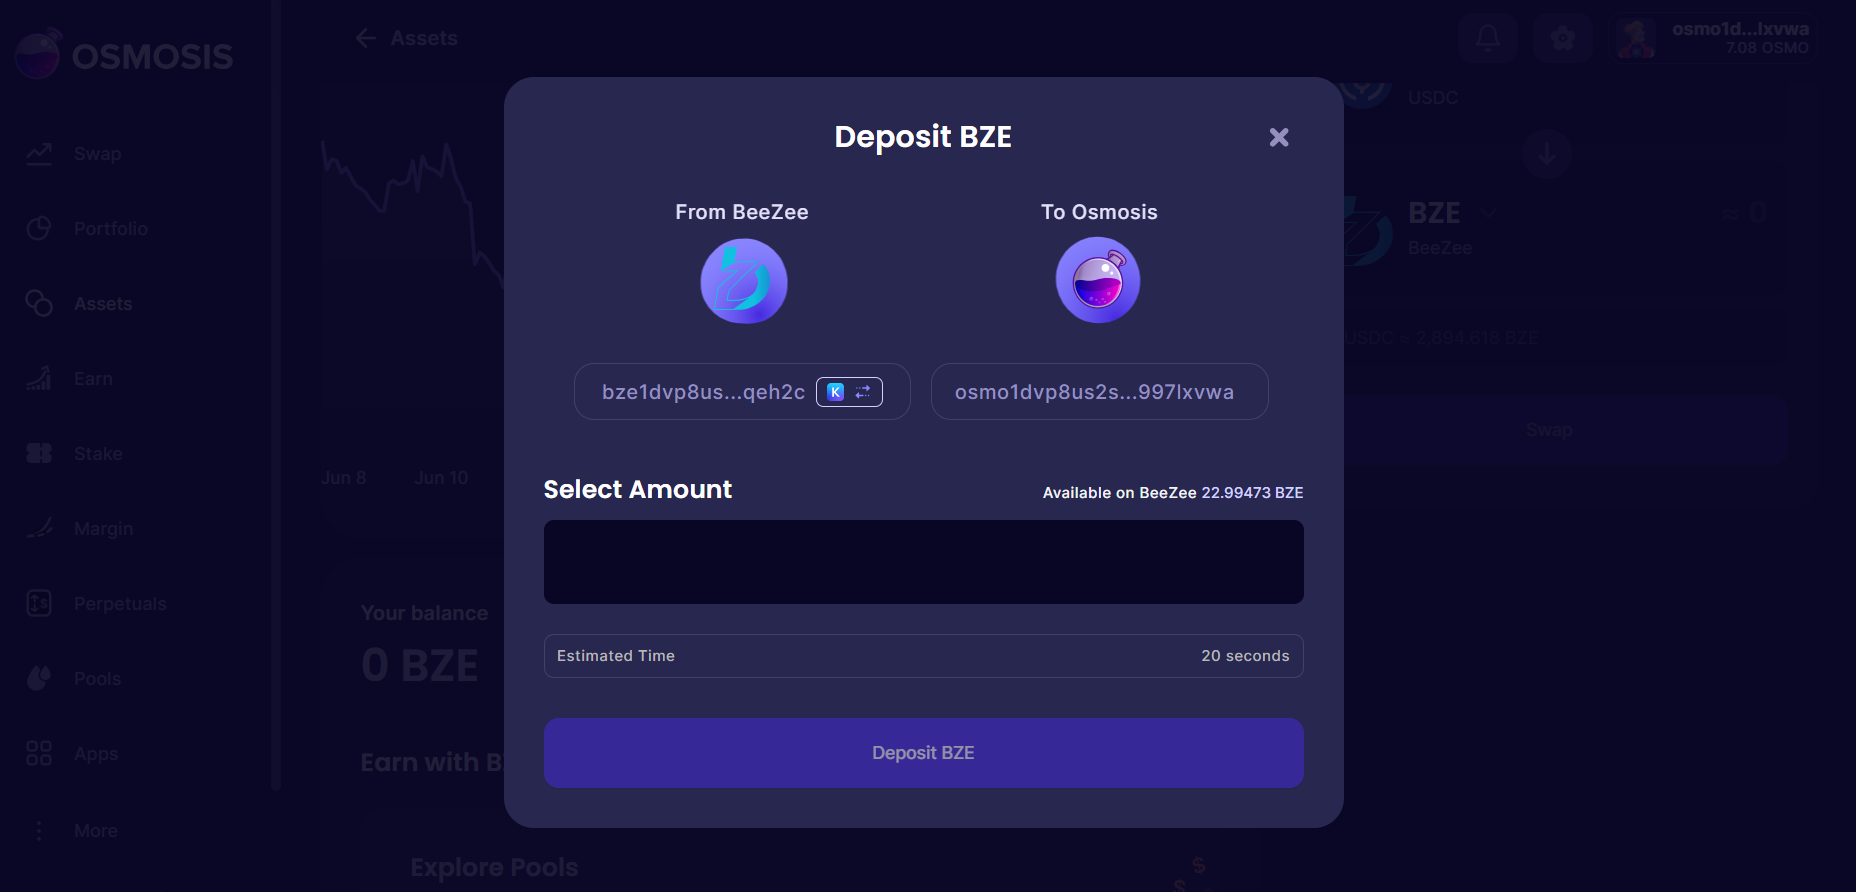 OSMOSIS
Assets
osmo1d...lxvwa
7.08 OSMO
Swap
Portfolio
Assets
Earn
Stake
Margin
Perpetuals
Pools
Apps
More
Jun 8
Jun 10
Your balance
0 BZE
Earn with B
Explore Pools
Deposit BZE
From BeeZee
To Osmosis
bze1dvp8us...qeh2c
K
osmo1dvp8us2s...997lxvwa
Select Amount
Available on BeeZee 22.99473 BZE
Estimated Time
20 seconds
Deposit BZE
USDC
BZE
≈ 0
BeeZee
USDC ≈ 2,894.618 BZE
Swap
$
$